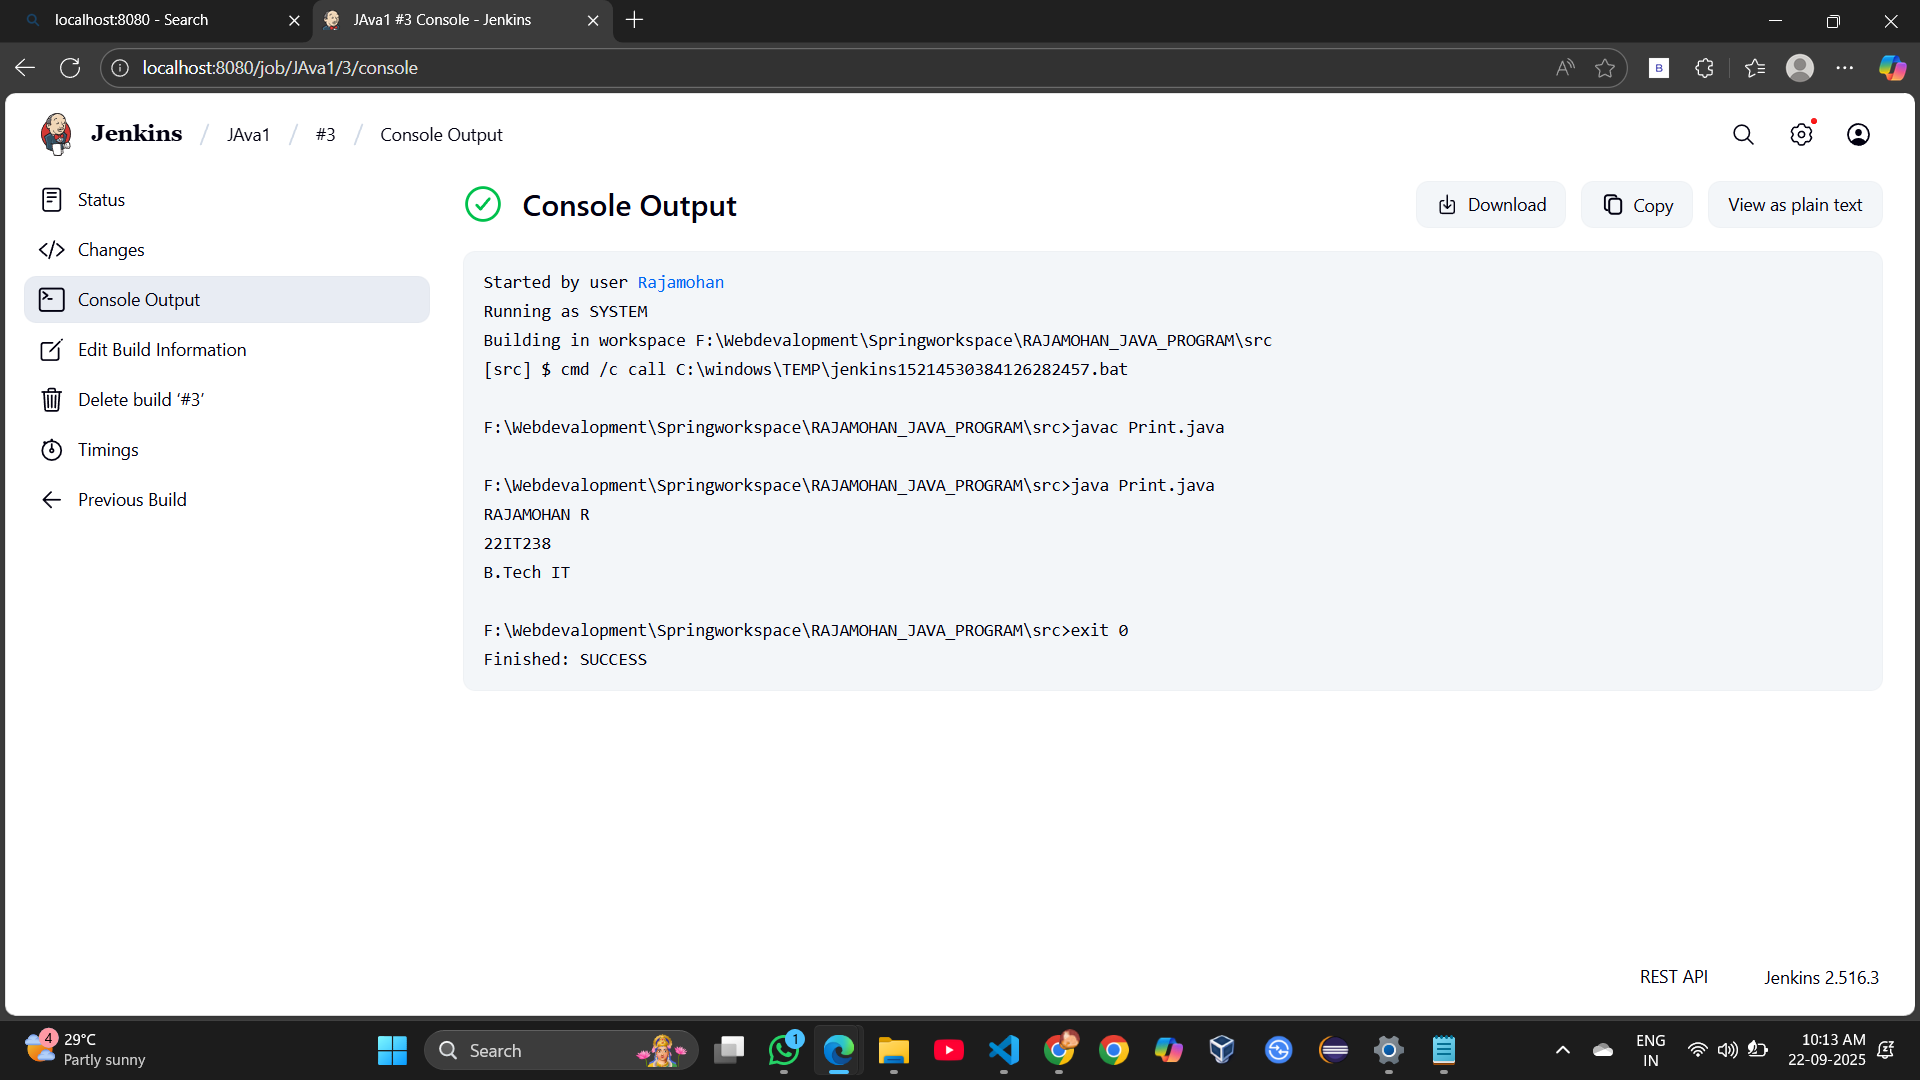 localhost:8080 - Search
JAva1 #3 Console - Jenkins
localhost:8080/job/JAva1/3/console
B
Jenkins / JAva1 / #3 / Console Output
Status
Changes
Console Output
Edit Build Information
Delete build ‘#3’
Timings
Previous Build
Console Output
Download
Copy
View as plain text
Started by user Rajamohan
Running as SYSTEM
Building in workspace F:\Webdevalopment\Springworkspace\RAJAMOHAN_JAVA_PROGRAM\src
[src] $ cmd /c call C:\windows\TEMP\jenkins15214530384126282457.bat
F:\Webdevalopment\Springworkspace\RAJAMOHAN_JAVA_PROGRAM\src>javac Print.java
F:\Webdevalopment\Springworkspace\RAJAMOHAN_JAVA_PROGRAM\src>java Print.java
RAJAMOHAN R
22IT238
B.Tech IT
F:\Webdevalopment\Springworkspace\RAJAMOHAN_JAVA_PROGRAM\src>exit 0
Finished: SUCCESS
REST API
Jenkins 2.516.3
4
29°C
Partly sunny
Search
1
ENG
IN
10:13 AM
22-09-2025